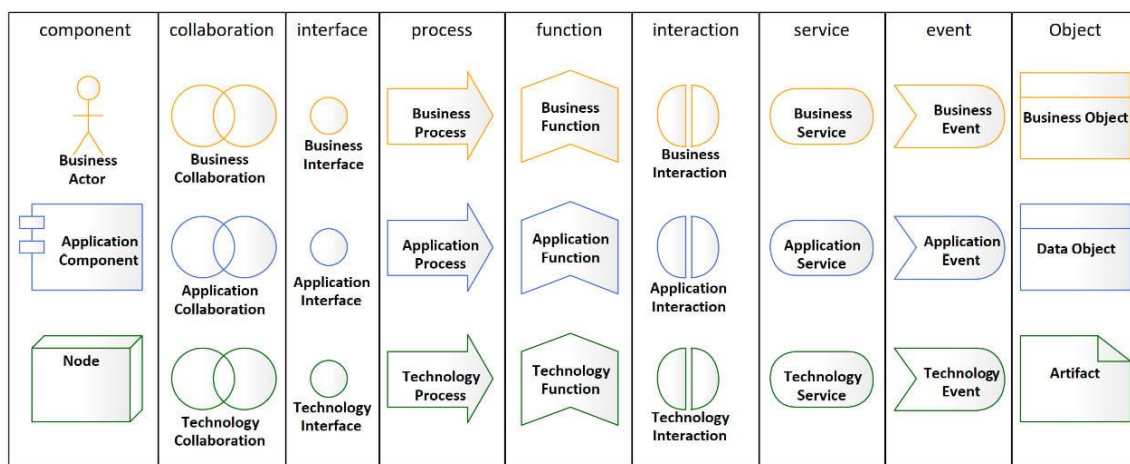 component collaboration interface process function interaction service event Object
Business
Actor
Business
Collaboration
Business
Interface
Business
Process
Business
Function
Business
Interaction
Business
Service
Business
Event
Business Object
Application
Component
Application
Collaboration
Application
Interface
Application
Process
Application
Function
Application
Interaction
Application
Service
Application
Event
Data Object
Node
Technology
Collaboration
Technology
Interface
Technology
Process
Technology
Function
Technology
Interaction
Technology
Service
Technology
Event
Artifact